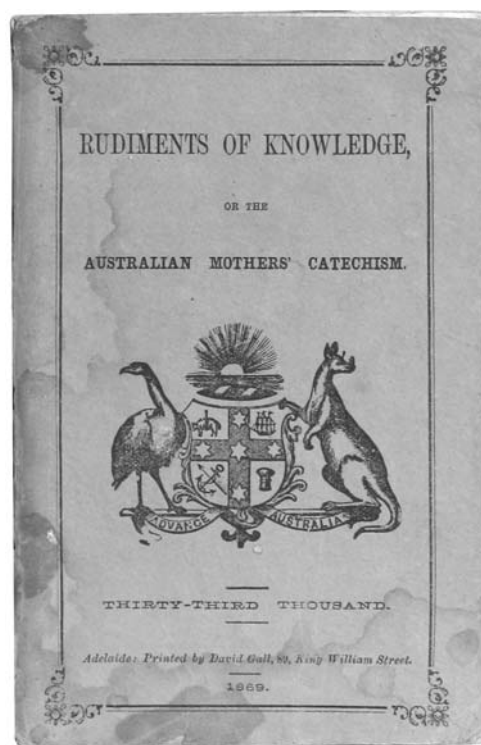 RUDIMENTS OF KNOWLEDGE,
OR THE
AUSTRALIAN MOTHERS' CATECHISM.
ADVANCE AUSTRALIA
THIRTY-THIRD THOUSAND.
Adelaide: Printed by David Gall, 89, King William Street.
1869.